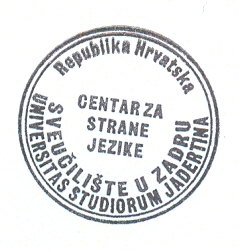 Republika Hrvatska
CENTAR ZA
STRANE
JEZIKE
SVEUČILIŠTE U ZADRU
UNIVERSITAS STUDIORUM JADERTINA